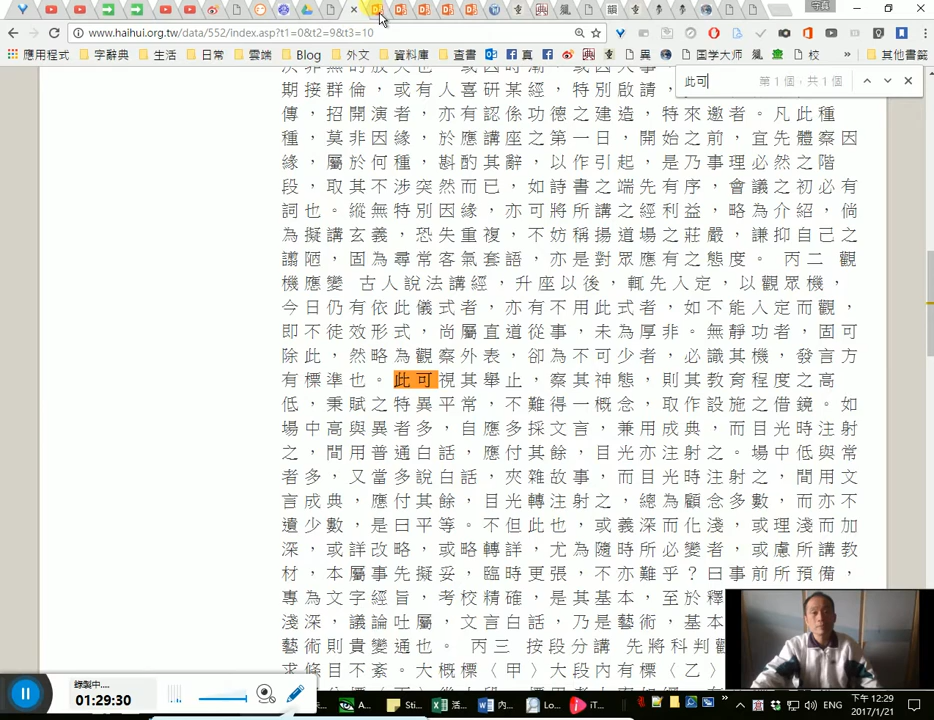 www.haihui.org.tw/data/552/index.asp?t1=0&t2=9&t3=10
應用程式 字辭典 生活 日常 雲端 Blog 外文 資料庫 查書 真 異 国学大师 校 » 其他書籤
此可 第 1 個，共 1 個
期接群倫，或有人喜研某經，特別啟請，
傳，招開演者，亦有認係功德之建造，特來邀者。凡此種
種，莫非因緣，於應講座之第一日，開始之前，宜先體察因
緣，屬於何種，斟酌其辭，以作引起，是乃事理必然之階
段，取其不涉突然而已，如詩書之端先有序，會議之初必有
詞也。縱無特別因緣，亦可將所講之經利益，略為介紹，倘
為擬講玄義，恐失重複，不妨稱揚道場之莊嚴，謙抑自己之
譾陋，固為尋常客氣套語，亦是對眾應有之態度。 丙二 觀
機應變 古人說法講經，升座以後，輒先入定，以觀眾機，
今日仍有依此儀式者，亦有不用此式者，如不能入定而觀，
即不徒效形式，尚屬直道從事，未為厚非。無靜功者，固可
除此，然略為觀察外表，卻為不可少者，必識其機，發言方
有標準也。此可視其舉止，察其神態，則其教育程度之高
低，秉賦之特異平常，不難得一概念，取作設施之借鏡。如
場中高與異者多，自應多採文言，兼用成典，而目光時注射
之，間用普通白話，應付其餘，目光亦注射之。場中低與常
者多，又當多說白話，夾雜故事，而目光時注射之，間用文
言成典，應付其餘，目光轉注射之，總為顧念多數，而亦不
遺少數，是曰平等。不但此也，或義深而化淺，或理淺而加
深，或詳改略，或略轉詳，尤為隨時所必變者，或慮所講教
材，本屬事先擬妥，臨時更張，不亦難乎？曰事前所預備，
專為文字經旨，考校精確，是其基本，至於釋
淺深，議論吐屬，文言白話，乃是藝術，基本
藝術則貴變通也。 丙三 按段分講 先將科判
求條目不紊。大概標〈甲〉大段內有標〈乙〉
錄製中...
01:29:30
A... Sti... 活... 內... Lo... iT...
ENG
下午 12:29
2017/1/21